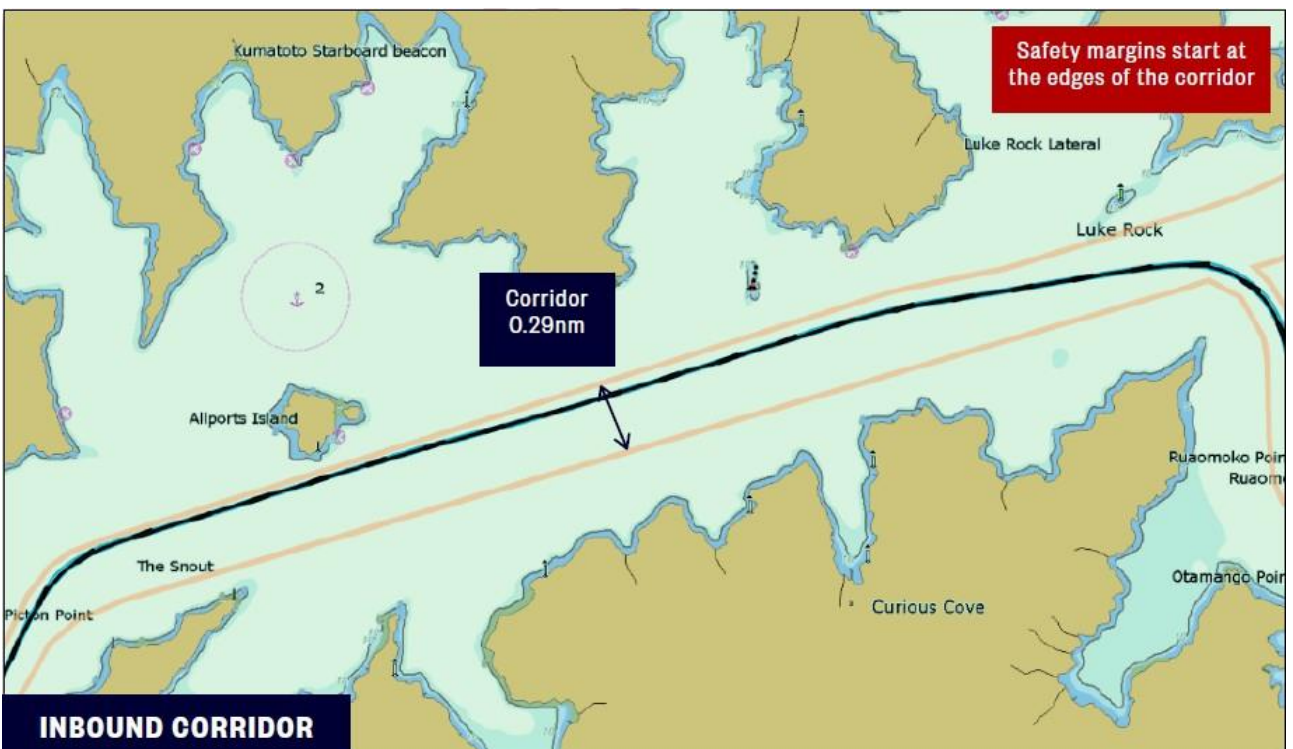 Kumatoto Starboard beacon
Safety margins start at
the edges of the corridor
Luke Rock Lateral
Luke Rock
2
Corridor
0.29nm
Allports Island
Ruaomoko Poin
Ruaom
The Snout
Otamango Poin
Picton Point
Curious Cove
INBOUND CORRIDOR